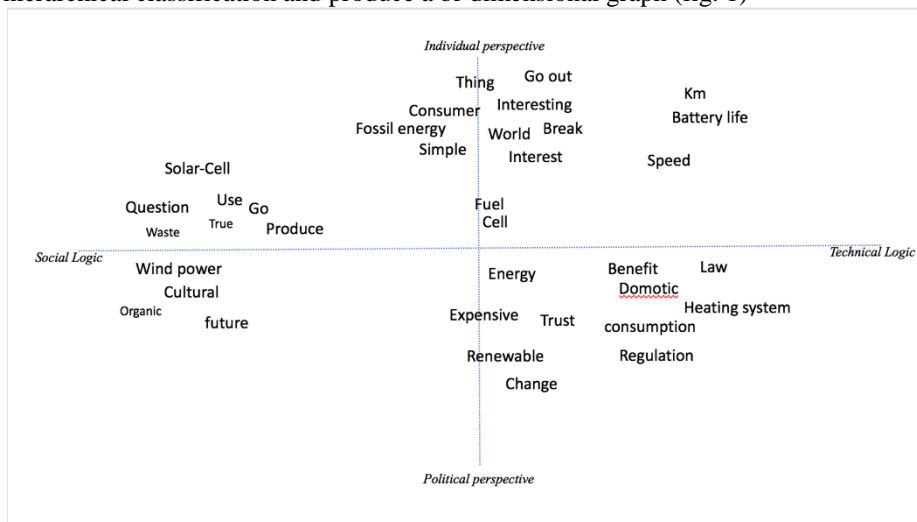 hierarchical classification and produce a bi-dimensional graph (fig. 1)
Individual perspective
Go out
Thing
Km
Consumer
Interesting
Battery life
Fossil energy
World
Break
Simple
Interest
Speed
Solar-Cell
Use
Go
Fuel
Question
True
Cell
Waste
Produce
Social Logic
Technical Logic
Wind power
Energy
Benefit
Law
Cultural
Domotic
Organic
Heating system
future
Expensive
Trust
consumption
Renewable
Regulation
Change
Political perspective